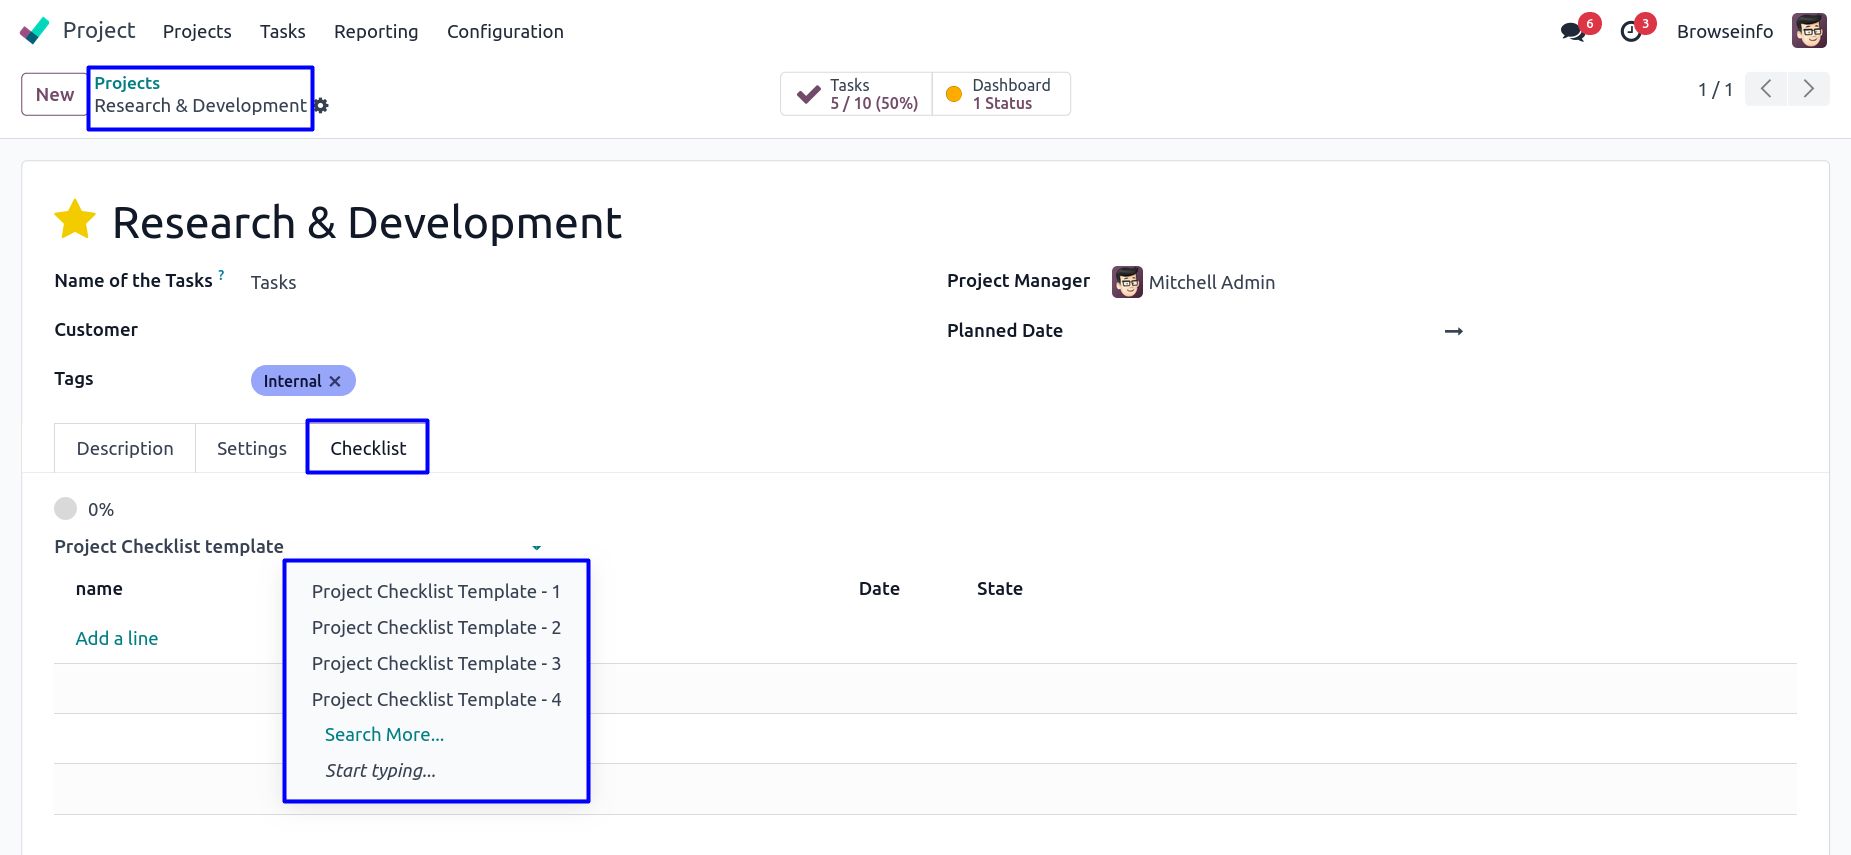 Project Projects Tasks Reporting Configuration 6 3 Browseinfo
New
Projects
Research & Development
Tasks
5 / 10 (50%)
Dashboard
1 Status
1 / 1
Research & Development
Name of the Tasks ? Tasks
Project Manager Mitchell Admin
Customer
Planned Date →
Tags Internal ✕
Description Settings Checklist
0%
Project Checklist template
name Date State
Add a line
Project Checklist Template - 1
Project Checklist Template - 2
Project Checklist Template - 3
Project Checklist Template - 4
Search More...
Start typing...